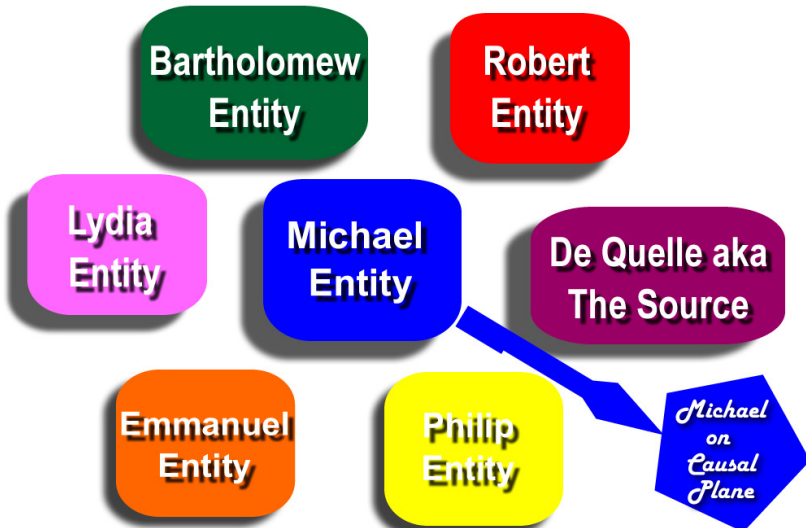 Bartholomew
Entity
Robert
Entity
Lydia
Entity
Michael
Entity
De Quelle aka
The Source
Emmanuel
Entity
Philip
Entity
Michael
on
Causal
Plane